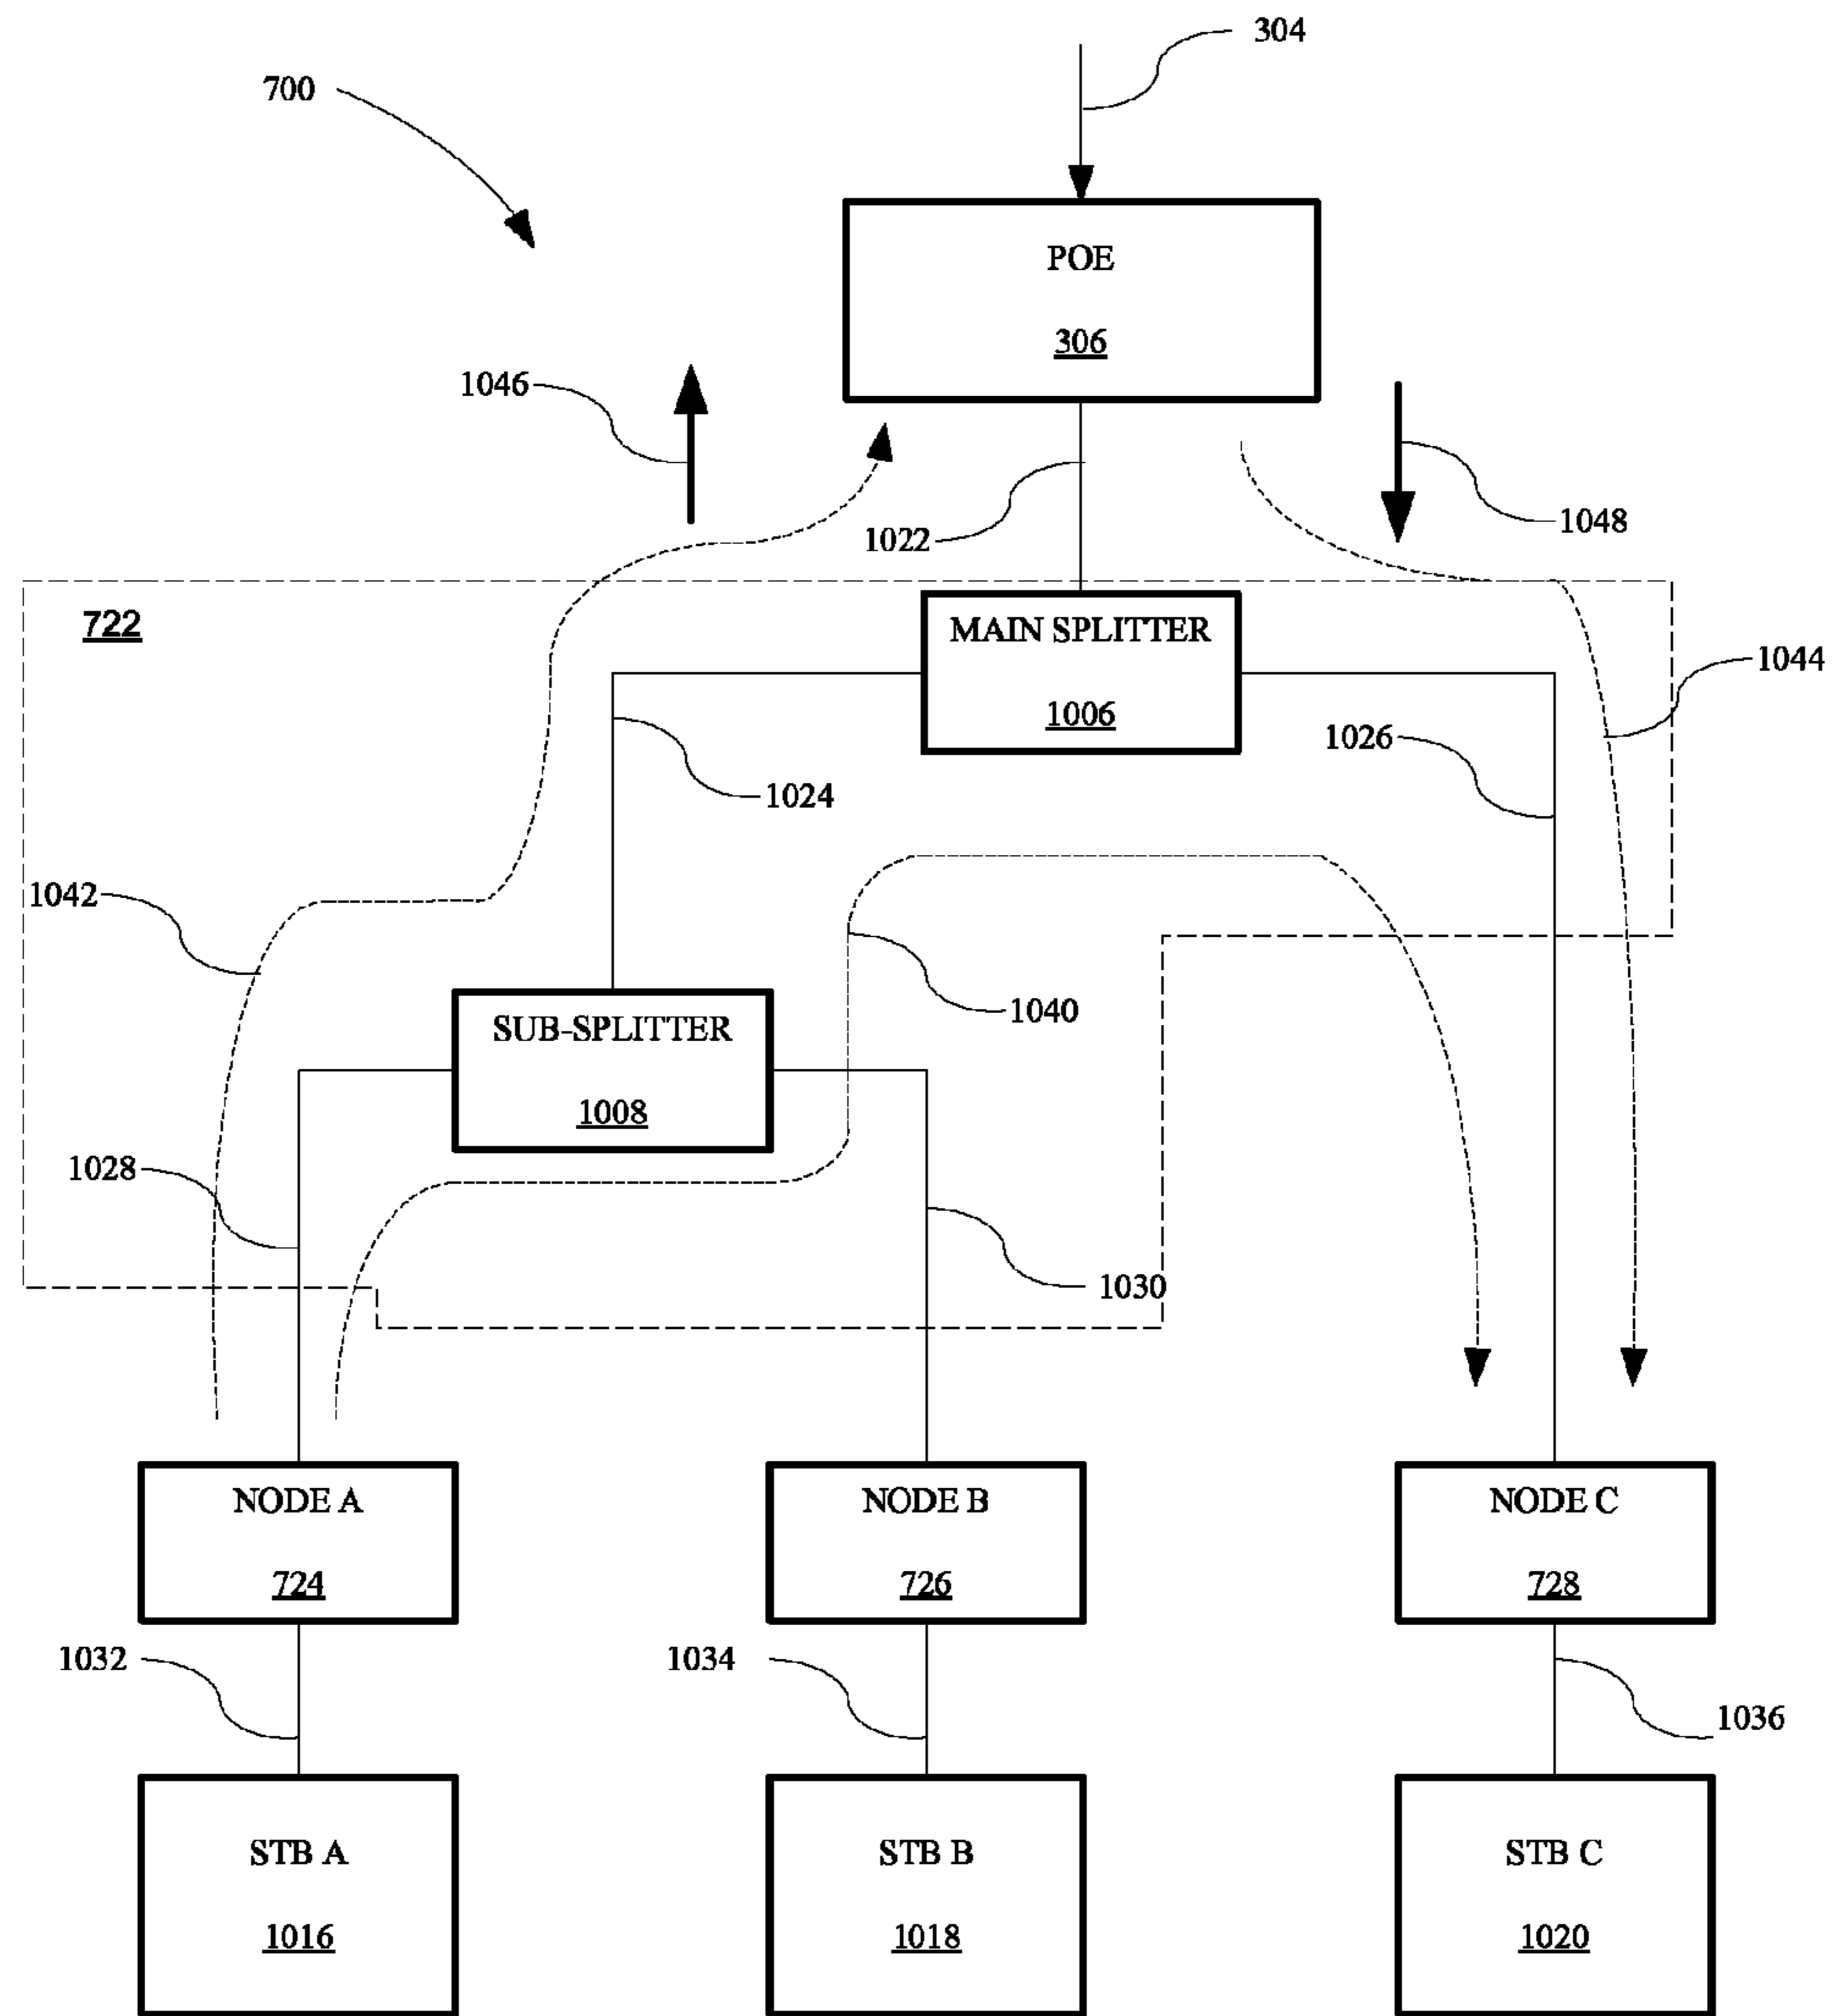 304
700
POE
306
1046
1022
1048
722
MAIN SPLITTER
1006
1044
1026
1024
1042
1040
SUB-SPLITTER
1008
1028
1030
NODE A
724
NODE B
726
NODE C
728
1032
1034
1036
STB A
1016
STB B
1018
STB C
1020